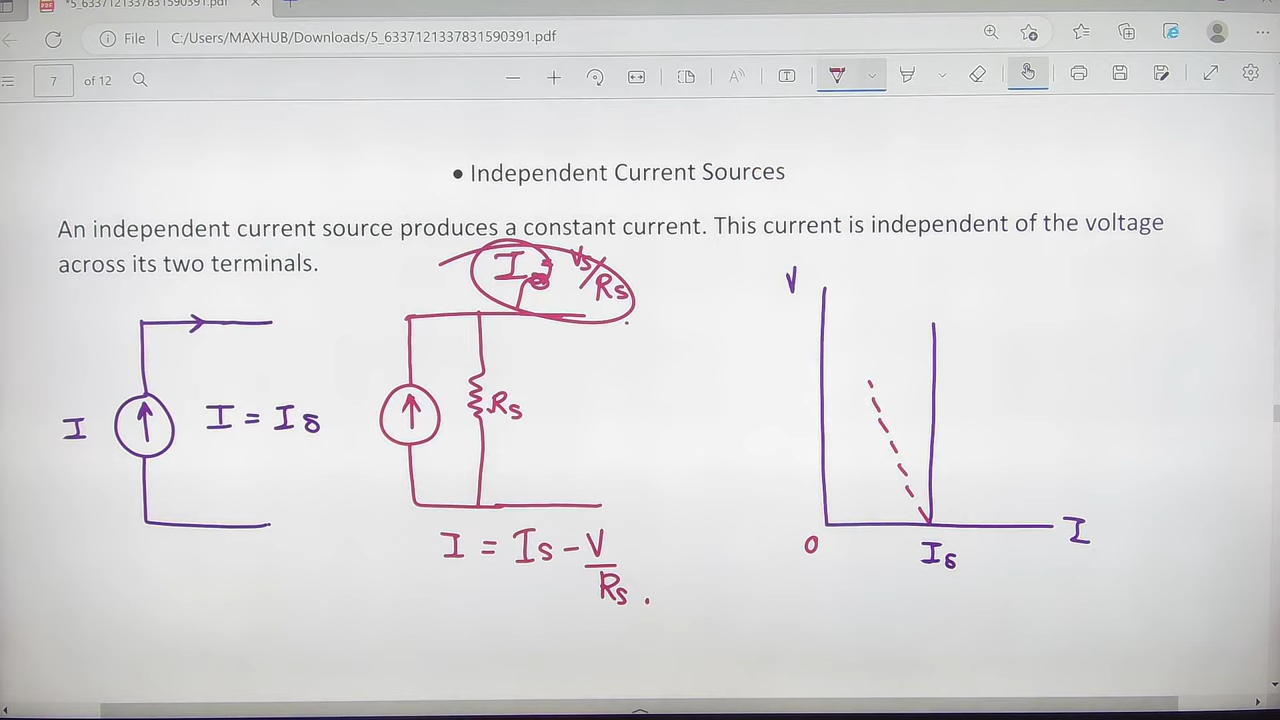 *5_6337121337831590391.pdf
File | C:/Users/MAXHUB/Downloads/5_6337121337831590391.pdf
7 of 12
• Independent Current Sources
An independent current source produces a constant current. This current is independent of the voltage
across its two terminals.
I
Vs/Rs
V
I
I = Is
Rs
I = Is - V/Rs .
0
Is
I